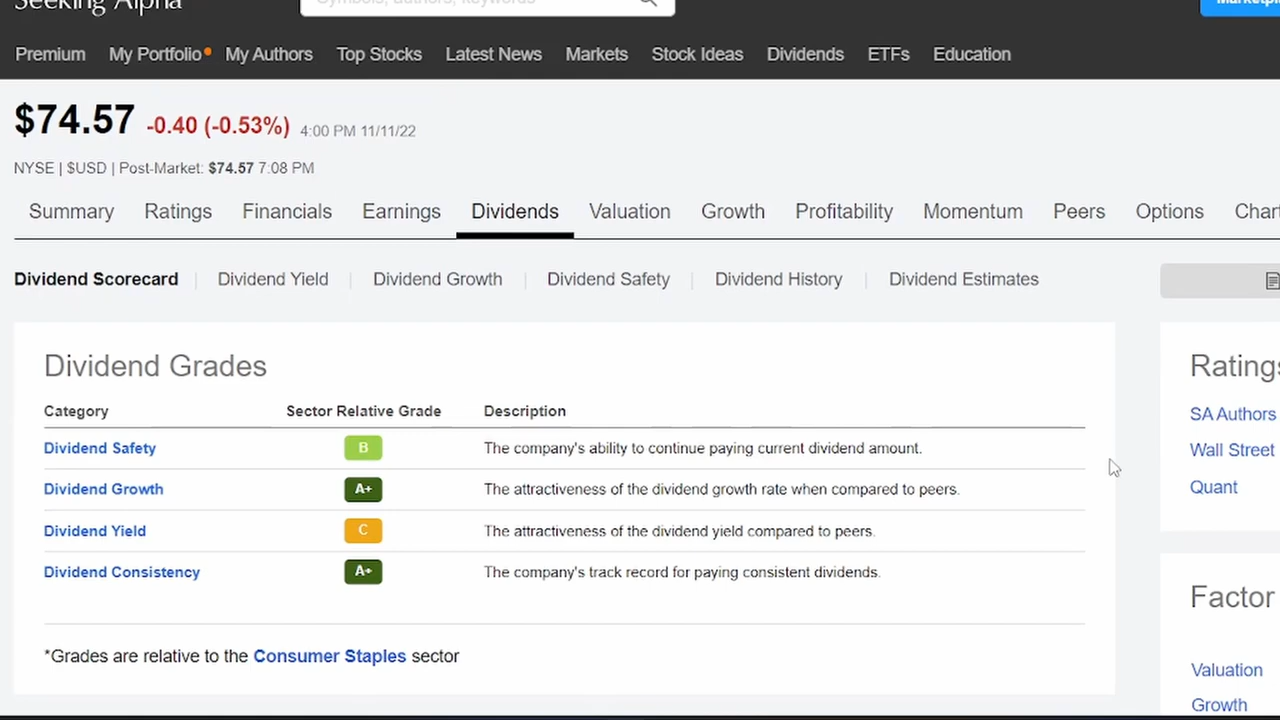 Seeking Alpha
Symbols, authors, keywords
Premium My Portfolio My Authors Top Stocks Latest News Markets Stock Ideas Dividends ETFs Education
$74.57 -0.40 (-0.53%) 4:00 PM 11/11/22
NYSE | $USD | Post-Market: $74.57 7:08 PM
Summary Ratings Financials Earnings Dividends Valuation Growth Profitability Momentum Peers Options Chart
Dividend Scorecard Dividend Yield Dividend Growth Dividend Safety Dividend History Dividend Estimates
Dividend Grades
Category Sector Relative Grade Description
Dividend Safety B The company's ability to continue paying current dividend amount.
Dividend Growth A+ The attractiveness of the dividend growth rate when compared to peers.
Dividend Yield C The attractiveness of the dividend yield compared to peers.
Dividend Consistency A+ The company's track record for paying consistent dividends.
*Grades are relative to the Consumer Staples sector
Ratings
SA Authors
Wall Street
Quant
Factor
Valuation
Growth